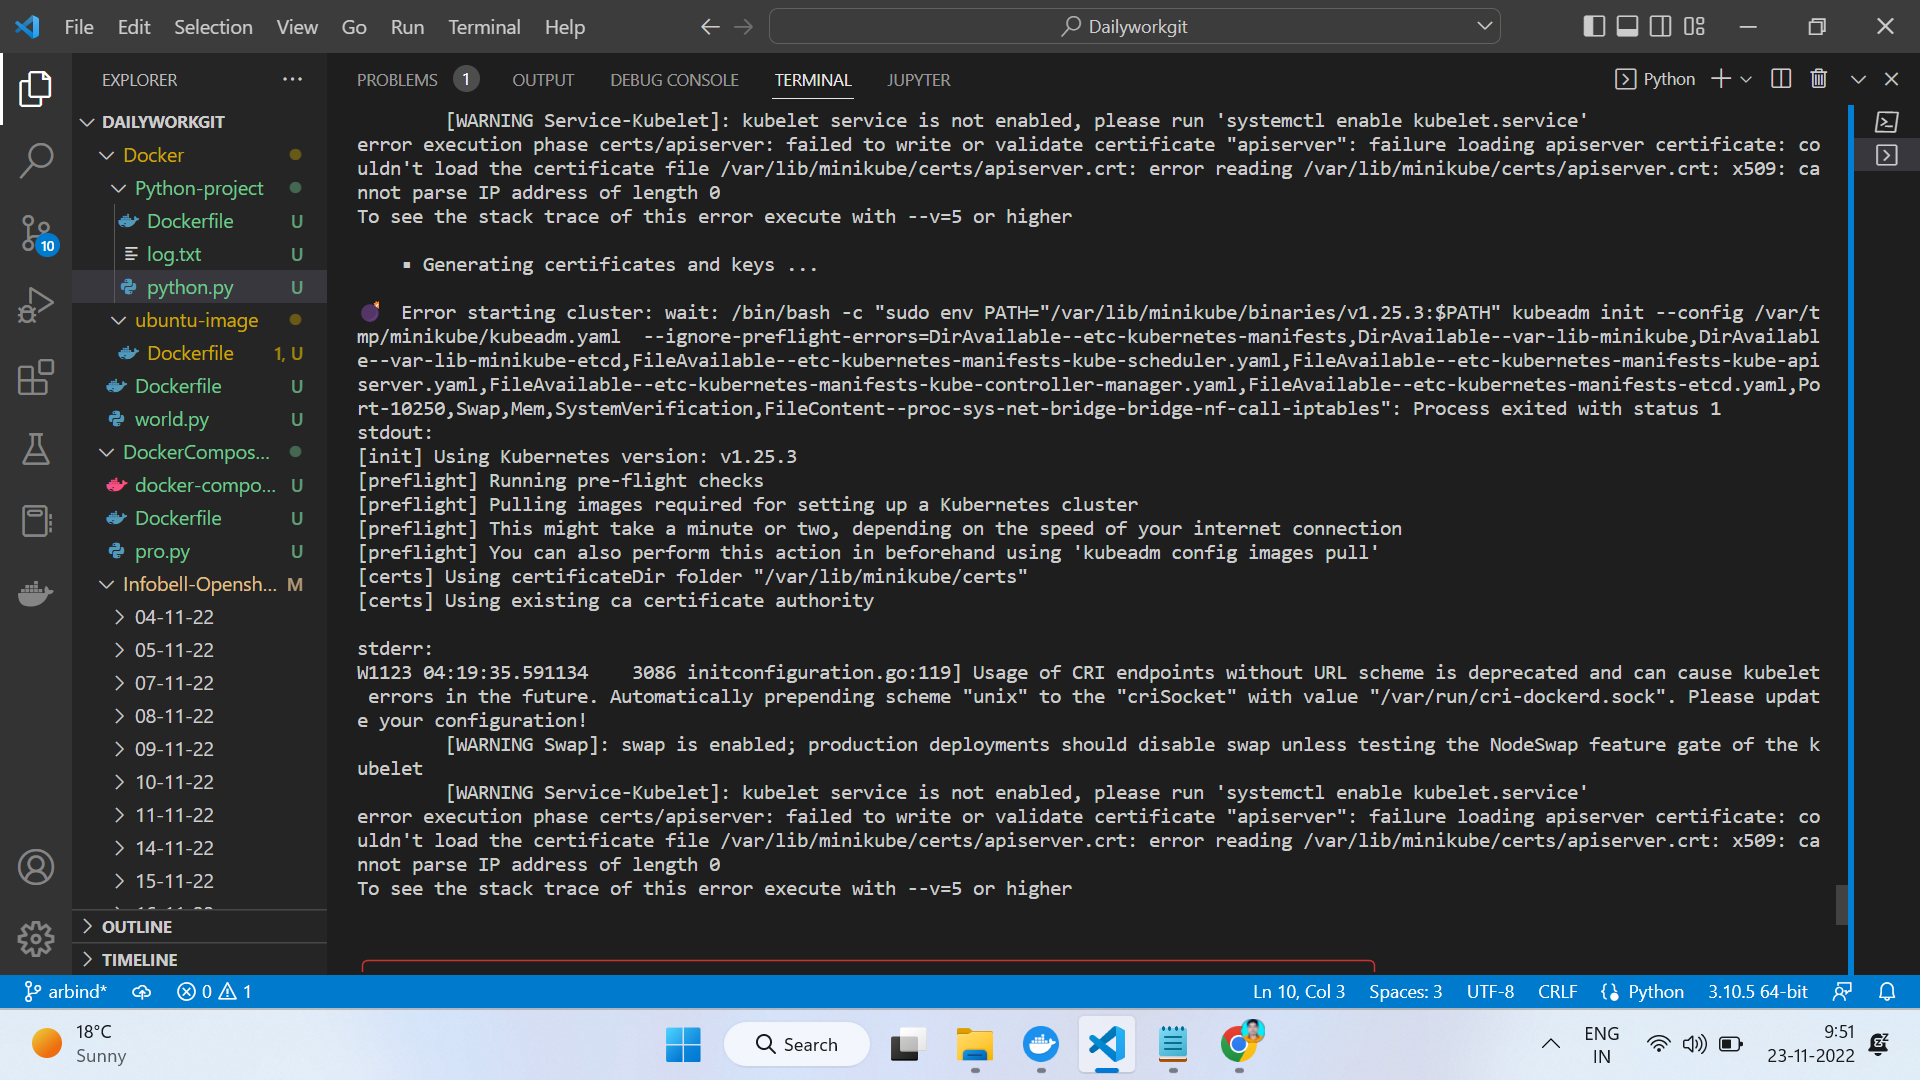 File Edit Selection View Go Run Terminal Help
Dailyworkgit
EXPLORER
PROBLEMS 1 OUTPUT DEBUG CONSOLE TERMINAL JUPYTER
Python
DAILYWORKGIT
Docker
Python-project
Dockerfile U
log.txt U
python.py U
ubuntu-image
Dockerfile 1, U
Dockerfile U
world.py U
DockerCompos...
docker-compo... U
Dockerfile U
pro.py U
Infobell-Opensh... M
04-11-22
05-11-22
07-11-22
08-11-22
09-11-22
10-11-22
11-11-22
14-11-22
15-11-22
OUTLINE
TIMELINE
10
[WARNING Service-Kubelet]: kubelet service is not enabled, please run 'systemctl enable kubelet.service'
error execution phase certs/apiserver: failed to write or validate certificate "apiserver": failure loading apiserver certificate: co
uldn't load the certificate file /var/lib/minikube/certs/apiserver.crt: error reading /var/lib/minikube/certs/apiserver.crt: x509: ca
nnot parse IP address of length 0
To see the stack trace of this error execute with --v=5 or higher
▪ Generating certificates and keys ...
Error starting cluster: wait: /bin/bash -c "sudo env PATH="/var/lib/minikube/binaries/v1.25.3:$PATH" kubeadm init --config /var/t
mp/minikube/kubeadm.yaml --ignore-preflight-errors=DirAvailable--etc-kubernetes-manifests,DirAvailable--var-lib-minikube,DirAvailabl
e--var-lib-minikube-etcd,FileAvailable--etc-kubernetes-manifests-kube-scheduler.yaml,FileAvailable--etc-kubernetes-manifests-kube-api
server.yaml,FileAvailable--etc-kubernetes-manifests-kube-controller-manager.yaml,FileAvailable--etc-kubernetes-manifests-etcd.yaml,Po
rt-10250,Swap,Mem,SystemVerification,FileContent--proc-sys-net-bridge-bridge-nf-call-iptables": Process exited with status 1
stdout:
[init] Using Kubernetes version: v1.25.3
[preflight] Running pre-flight checks
[preflight] Pulling images required for setting up a Kubernetes cluster
[preflight] This might take a minute or two, depending on the speed of your internet connection
[preflight] You can also perform this action in beforehand using 'kubeadm config images pull'
[certs] Using certificateDir folder "/var/lib/minikube/certs"
[certs] Using existing ca certificate authority
stderr:
W1123 04:19:35.591134 3086 initconfiguration.go:119] Usage of CRI endpoints without URL scheme is deprecated and can cause kubelet
errors in the future. Automatically prepending scheme "unix" to the "criSocket" with value "/var/run/cri-dockerd.sock". Please updat
e your configuration!
[WARNING Swap]: swap is enabled; production deployments should disable swap unless testing the NodeSwap feature gate of the k
ubelet
[WARNING Service-Kubelet]: kubelet service is not enabled, please run 'systemctl enable kubelet.service'
error execution phase certs/apiserver: failed to write or validate certificate "apiserver": failure loading apiserver certificate: co
uldn't load the certificate file /var/lib/minikube/certs/apiserver.crt: error reading /var/lib/minikube/certs/apiserver.crt: x509: ca
nnot parse IP address of length 0
To see the stack trace of this error execute with --v=5 or higher
arbind* 0 1 Ln 10, Col 3 Spaces: 3 UTF-8 CRLF Python 3.10.5 64-bit
18°C
Sunny
Search
ENG
IN
9:51
23-11-2022